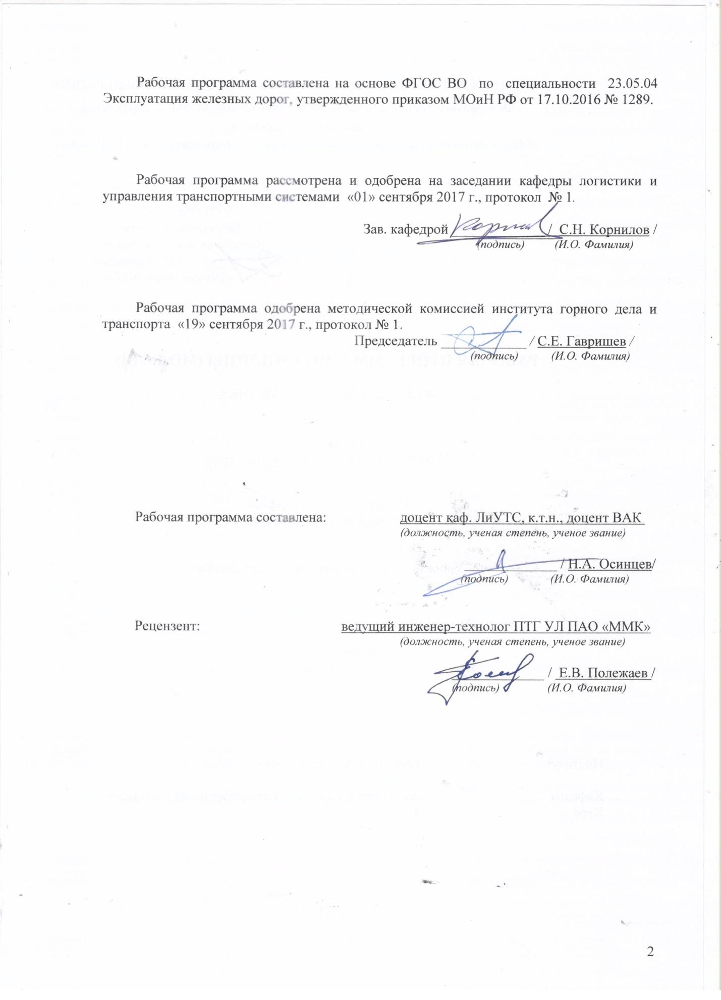 Рабочая программа составлена на основе ФГОС ВО по специальности 23.05.04
Эксплуатация железных дорог, утвержденного приказом МОиН РФ от 17.10.2016 № 1289.
Рабочая программа рассмотрена и одобрена на заседании кафедры логистики и
управления транспортными системами «01» сентября 2017 г., протокол № 1.
Зав. кафедрой ______________/ С.Н. Корнилов /
(подпись) (И.О. Фамилия)
Рабочая программа одобрена методической комиссией института горного дела и
транспорта «19» сентября 2017 г., протокол № 1.
Председатель ____________ / С.Е. Гавришев /
(подпись) (И.О. Фамилия)
Рабочая программа составлена: доцент каф. ЛиУТС, к.т.н., доцент ВАК
(должность, ученая степень, ученое звание)
_____________ / Н.А. Осинцев/
(подпись) (И.О. Фамилия)
Рецензент: ведущий инженер-технолог ПТГ УЛ ПАО «ММК»
(должность, ученая степень, ученое звание)
_____________ / Е.В. Полежаев /
(подпись) (И.О. Фамилия)
2